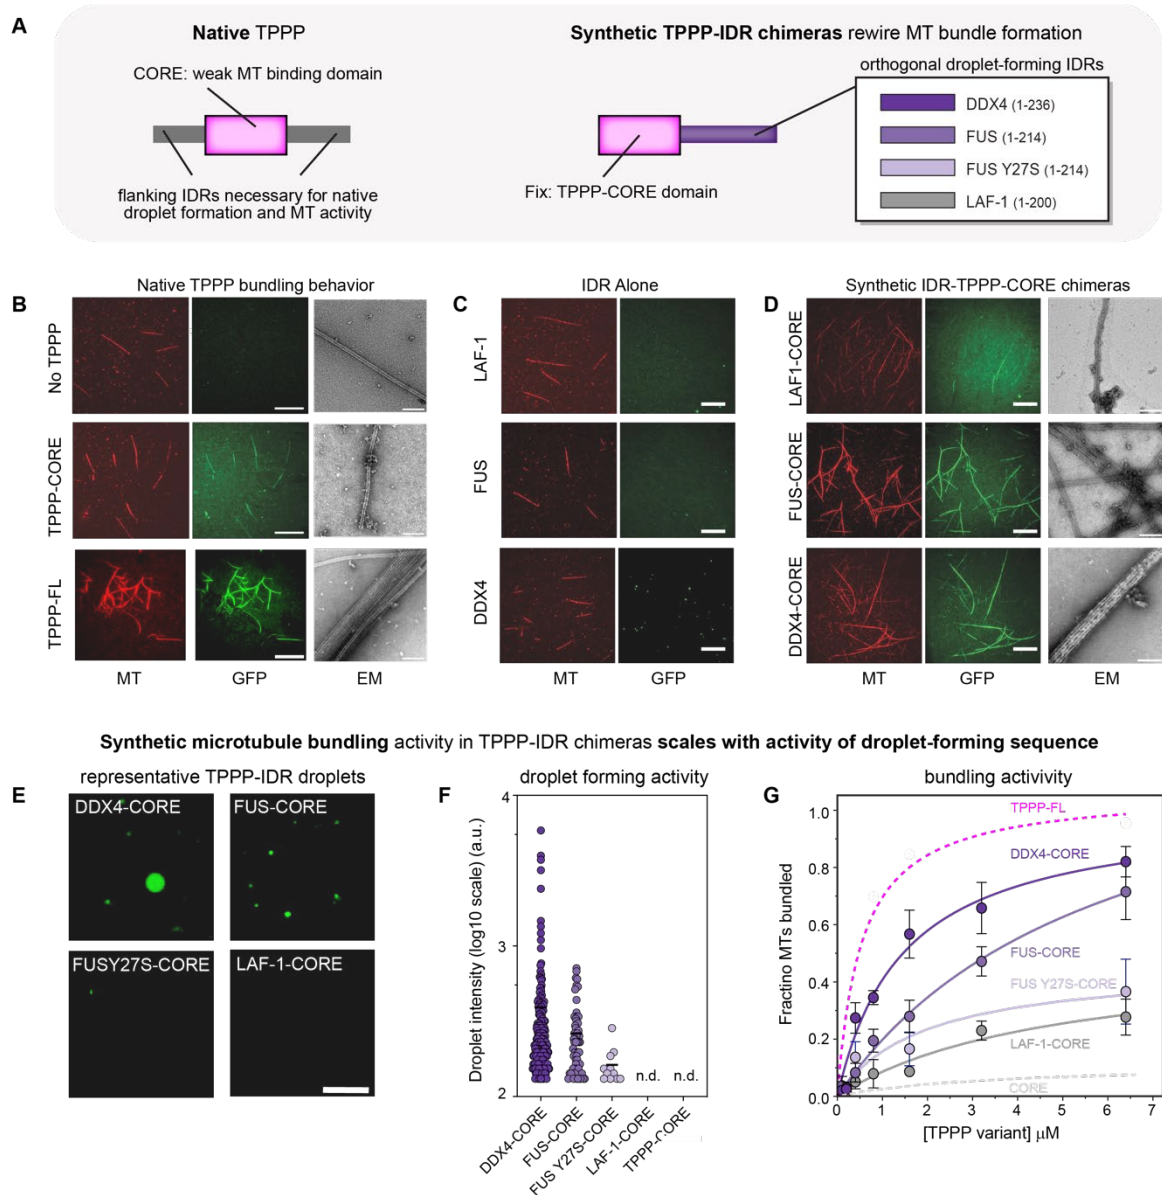 A
Native TPPP
CORE: weak MT binding domain
flanking IDRs necessary for native
droplet formation and MT activity
Synthetic TPPP-IDR chimeras rewire MT bundle formation
orthogonal droplet-forming IDRs
DDX4 (1-236)
FUS (1-214)
FUS Y27S (1-214)
LAF-1 (1-200)
Fix: TPPP-CORE domain
B
Native TPPP bundling behavior
No TPPP
TPPP-CORE
TPPP-FL
MT GFP EM
C
IDR Alone
LAF-1
FUS
DDX4
MT GFP
D
Synthetic IDR-TPPP-CORE chimeras
LAF1-CORE
FUS-CORE
DDX4-CORE
MT GFP EM
Synthetic microtubule bundling activity in TPPP-IDR chimeras scales with activity of droplet-forming sequence
E
representative TPPP-IDR droplets
DDX4-CORE
FUS-CORE
FUSY27S-CORE
LAF-1-CORE
F
droplet forming activity
Droplet intensity (log10 scale) (a.u.)
4
3
2
n.d. n.d.
DDX4-CORE
FUS-CORE
FUS Y27S-CORE
LAF-1-CORE
TPPP-CORE
G
bundling activivity
Fractino MTs bundled
1.0
0.8
0.6
0.4
0.2
0.0
TPPP-FL
DDX4-CORE
FUS-CORE
FUS Y27S-CORE
LAF-1-CORE
CORE
0 1 2 3 4 5 6 7
[TPPP variant] μM